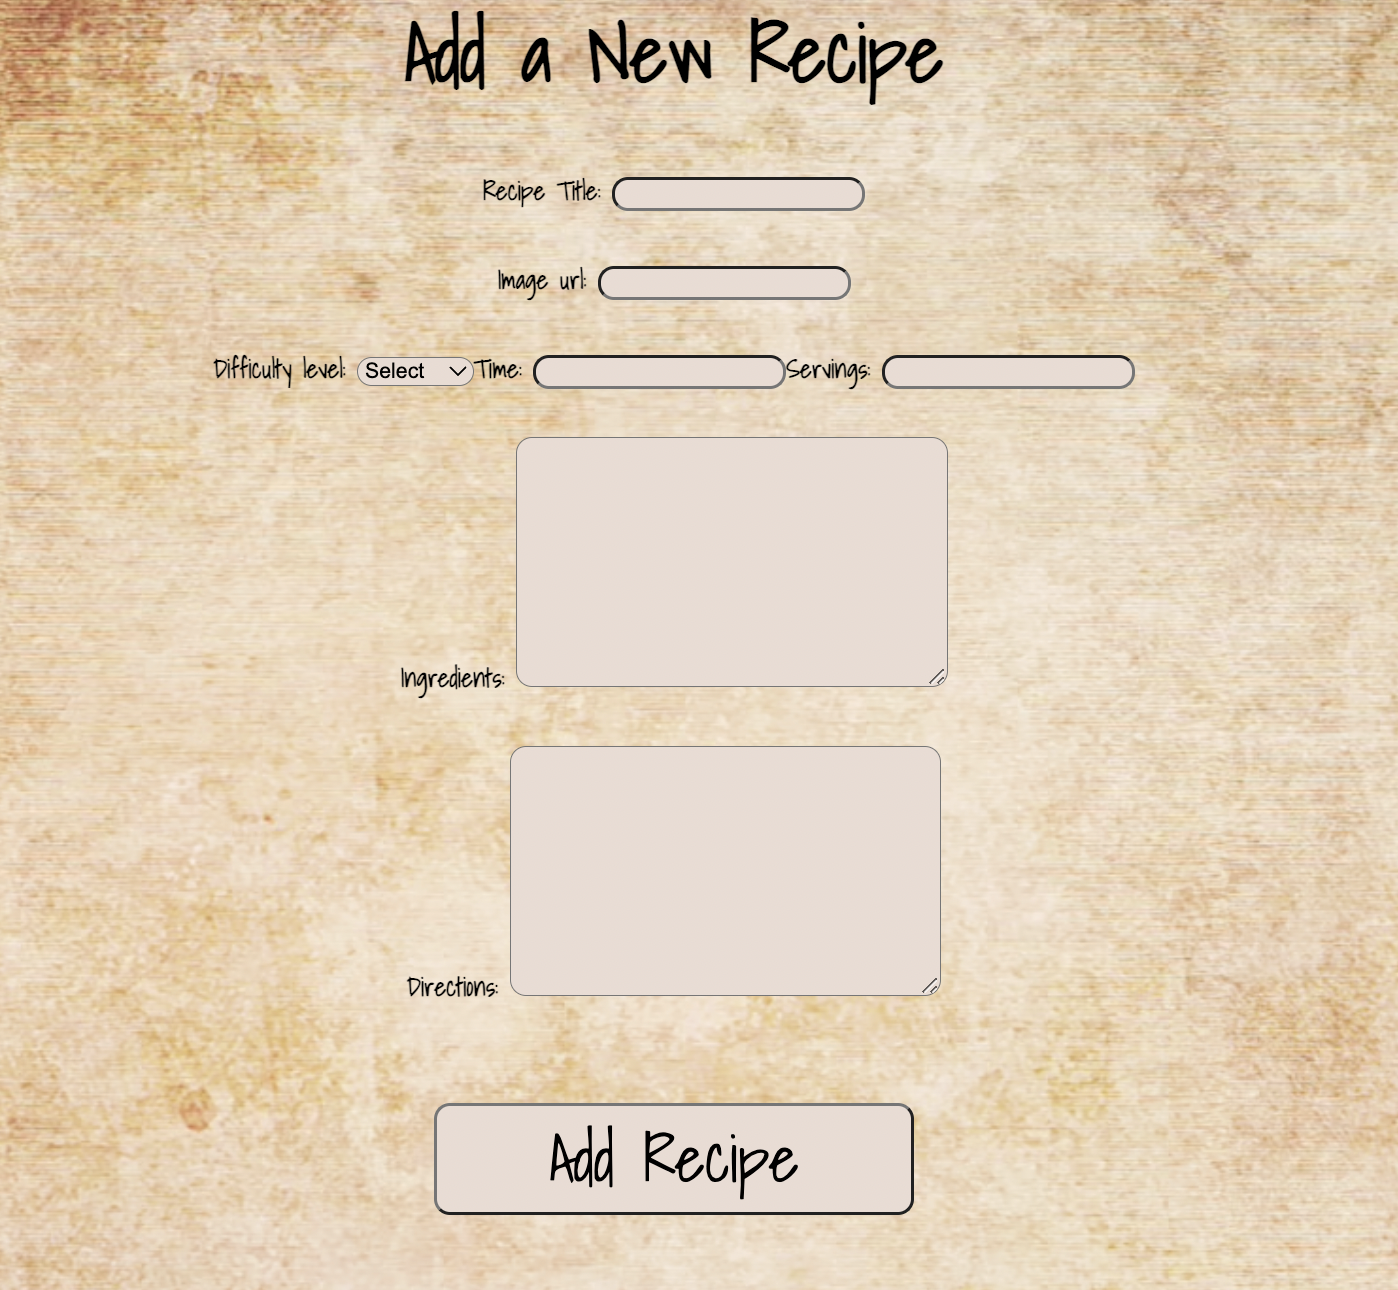 Add a New Recipe
Recipe Title:
Image url:
Difficulty level: Select Time: Servings:
Ingredients:
Directions:
Add Recipe